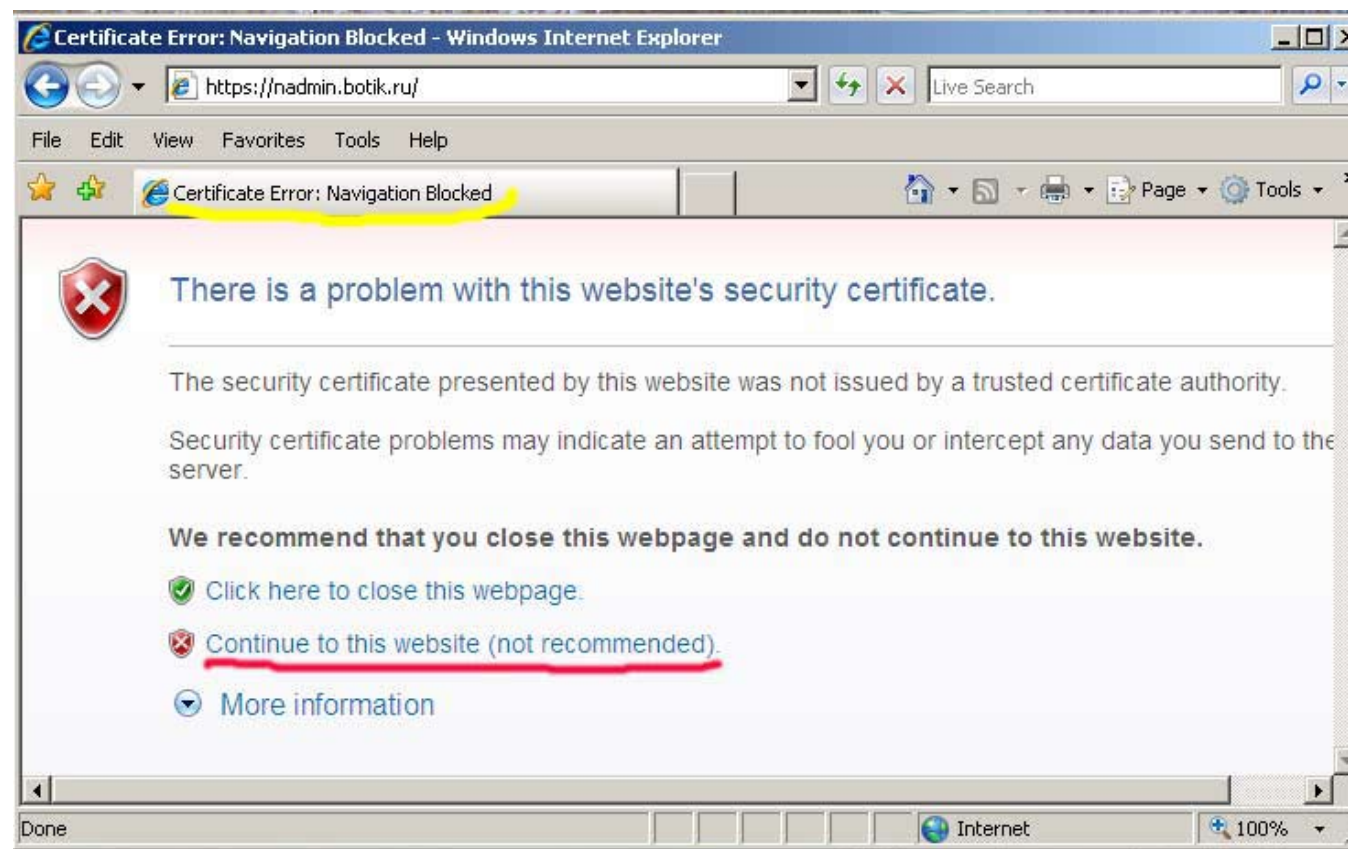 Certificate Error: Navigation Blocked - Windows Internet Explorer
https://nadmin.botik.ru/
Live Search
File Edit View Favorites Tools Help
Certificate Error: Navigation Blocked
Page Tools
There is a problem with this website's security certificate.
The security certificate presented by this website was not issued by a trusted certificate authority.
Security certificate problems may indicate an attempt to fool you or intercept any data you send to the
server.
We recommend that you close this webpage and do not continue to this website.
Click here to close this webpage.
Continue to this website (not recommended).
More information
Done
Internet
100%